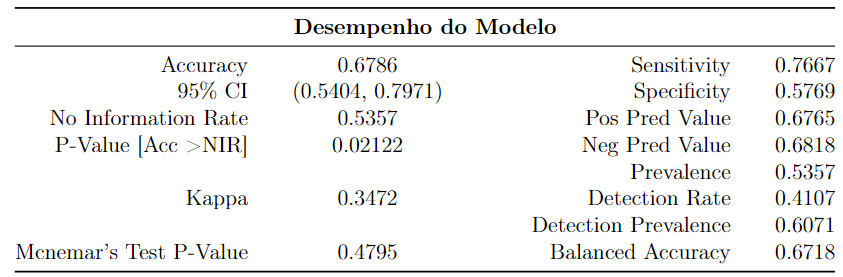 Desempenho do Modelo
Accuracy 0.6786 Sensitivity 0.7667
95% CI (0.5404, 0.7971) Specificity 0.5769
No Information Rate 0.5357 Pos Pred Value 0.6765
P-Value [Acc >NIR] 0.02122 Neg Pred Value 0.6818
Prevalence 0.5357
Kappa 0.3472 Detection Rate 0.4107
Detection Prevalence 0.6071
Mcnemar's Test P-Value 0.4795 Balanced Accuracy 0.6718